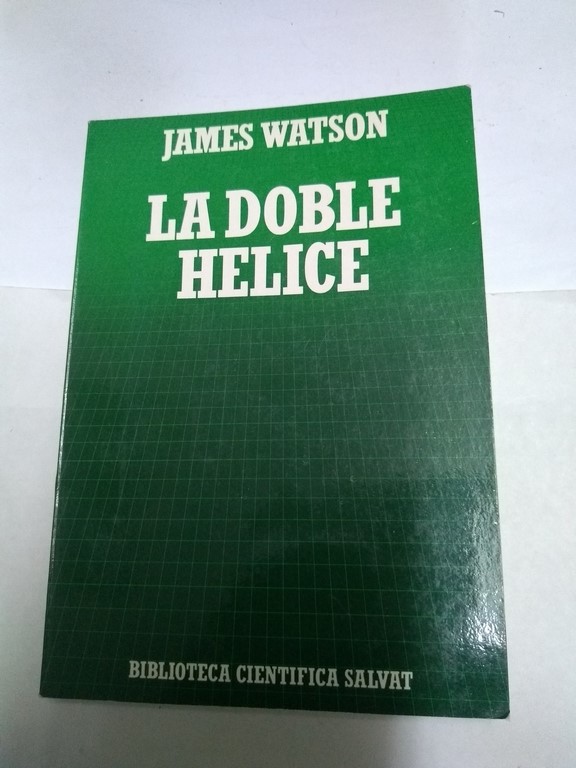 JAMES WATSON
LA DOBLE
HELICE
BIBLIOTECA CIENTIFICA SALVAT